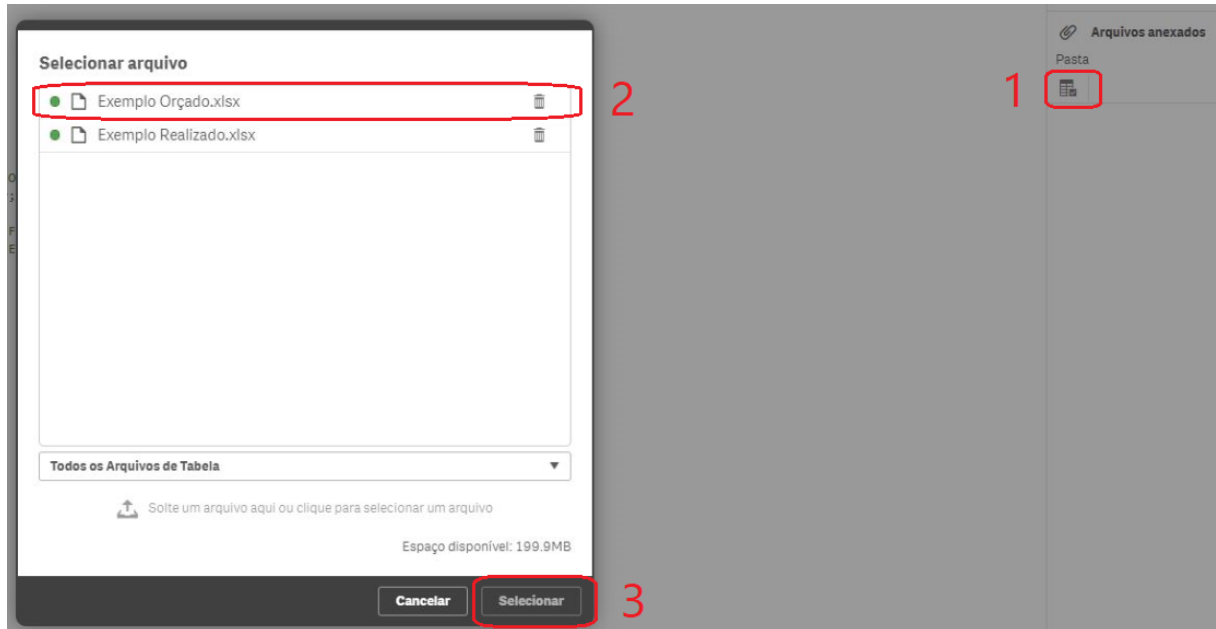 Selecionar arquivo
Exemplo Orçado.xlsx
2
Exemplo Realizado.xlsx
Todos os Arquivos de Tabela
Solte um arquivo aqui ou clique para selecionar um arquivo
Espaço disponível: 199.9MB
Cancelar
Selecionar
3
Arquivos anexados
Pasta
1
O
;
F
E